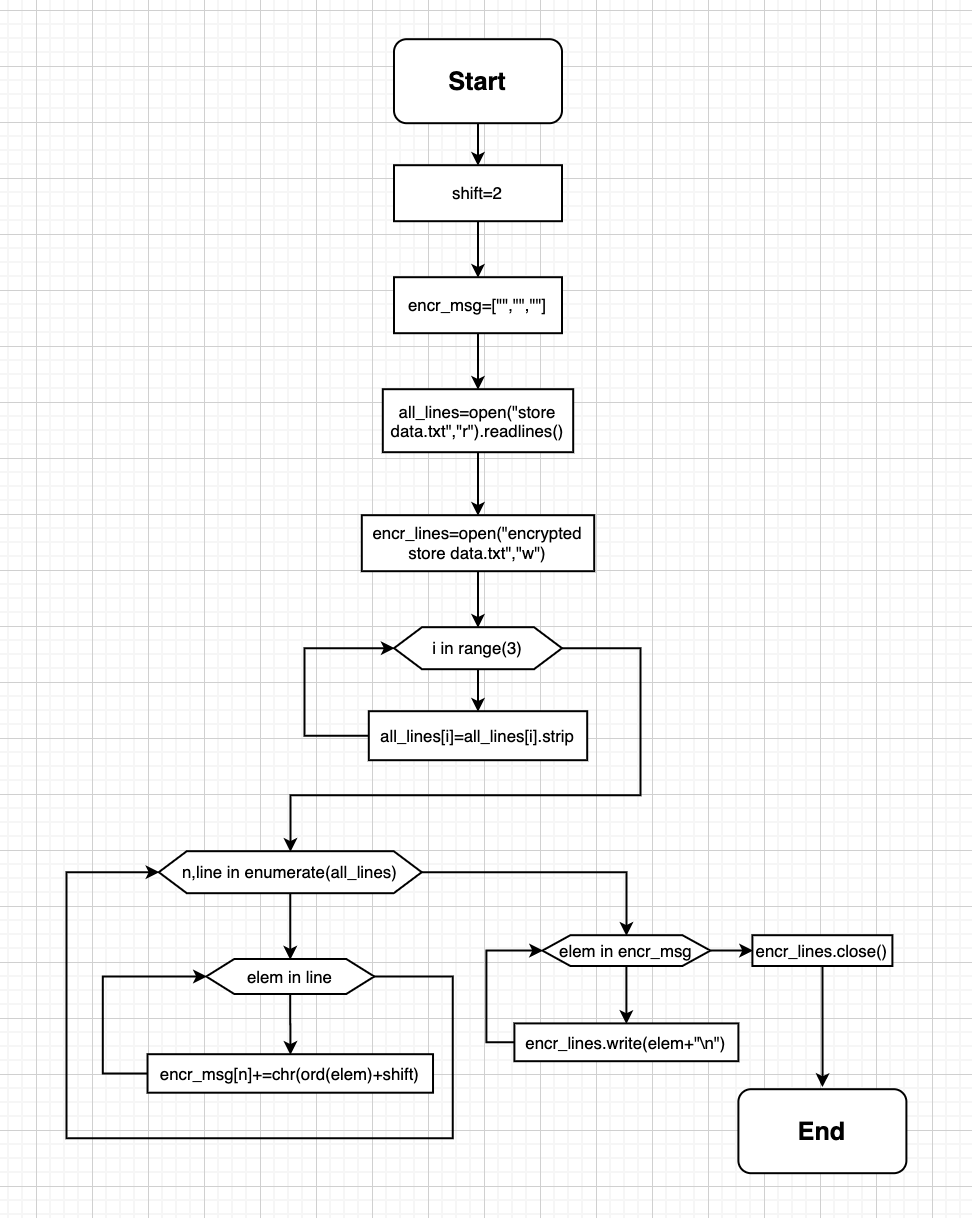 Start
shift=2
encr_msg=["","",""]
all_lines=open("store
data.txt","r").readlines()
encr_lines=open("encrypted
store data.txt","w")
i in range(3)
all_lines[i]=all_lines[i].strip
n,line in enumerate(all_lines)
elem in line
encr_msg[n]+=chr(ord(elem)+shift)
elem in encr_msg
encr_lines.close()
encr_lines.write(elem+"\n")
End